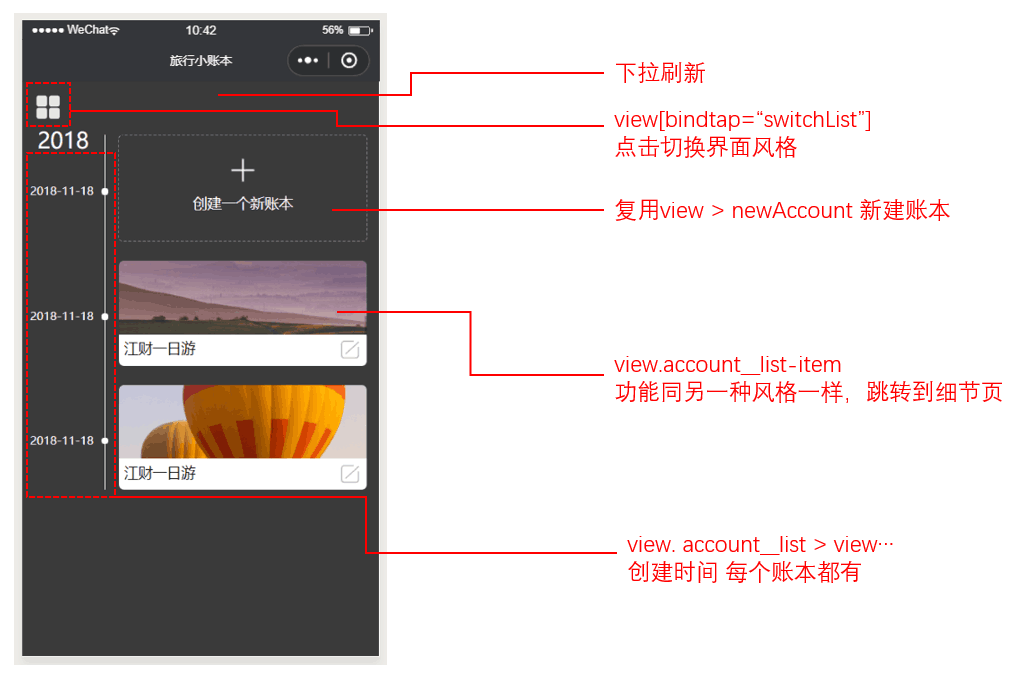 ●●●●● WeChat 10:42 56%
旅行小账本
2018
2018-11-18
创建一个新账本
2018-11-18
江财一日游
2018-11-18
江财一日游
下拉刷新
view[bindtap=“switchList”]
点击切换界面风格
复用view > newAccount 新建账本
view.account__list-item
功能同另一种风格一样，跳转到细节页
view. account__list > view…
创建时间 每个账本都有